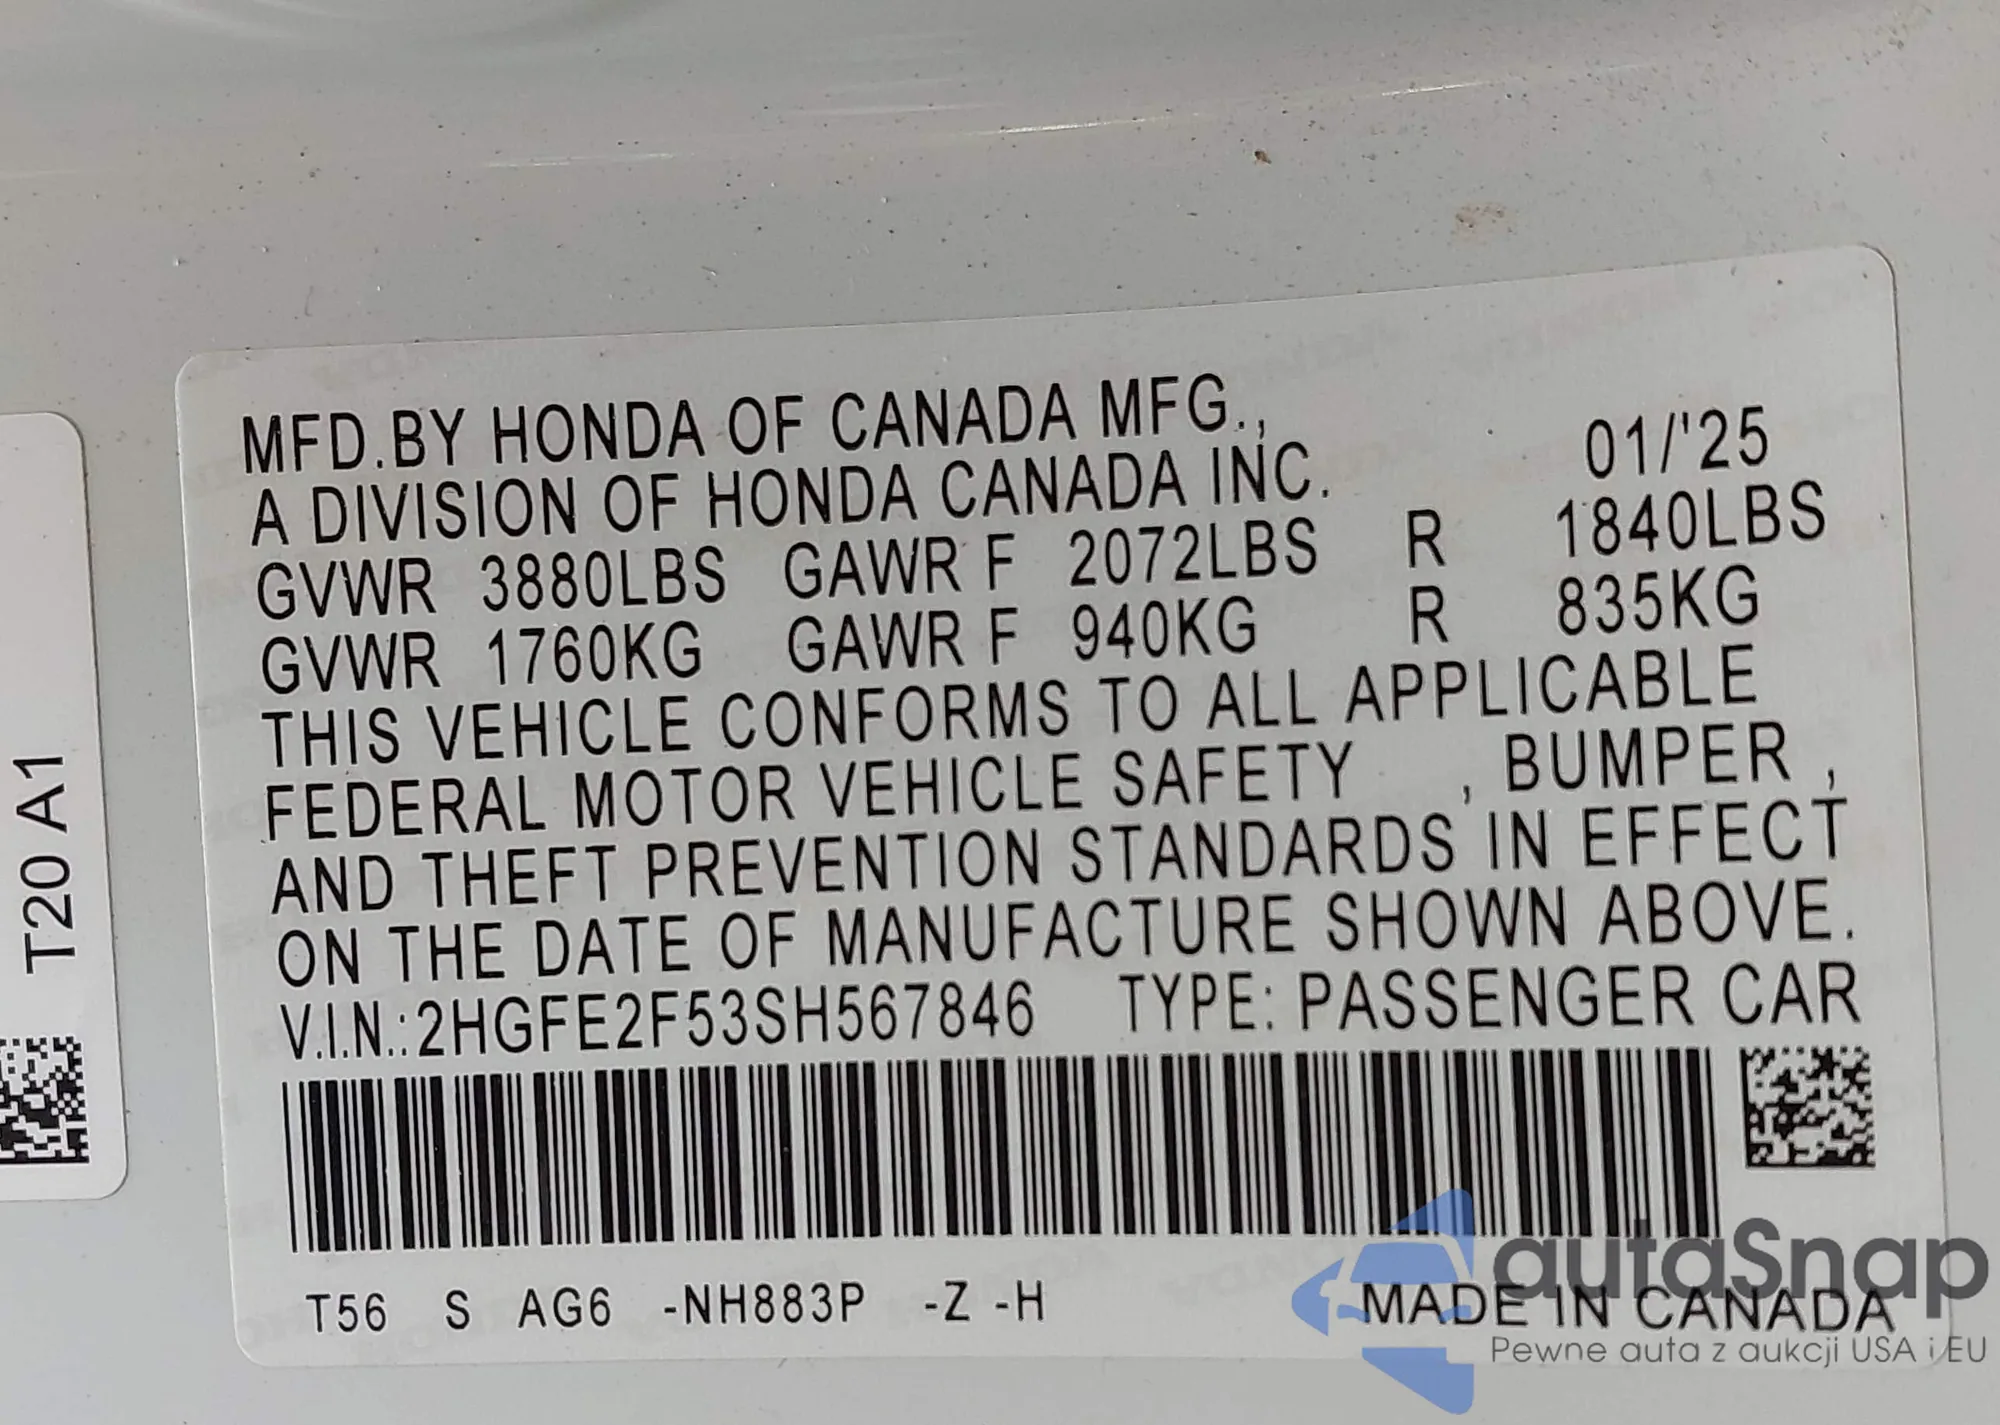 MFD.BY HONDA OF CANADA MFG.,
A DIVISION OF HONDA CANADA INC. 01/'25
GVWR 3880LBS GAWR F 2072LBS R 1840LBS
GVWR 1760KG GAWR F 940KG R 835KG
THIS VEHICLE CONFORMS TO ALL APPLICABLE
FEDERAL MOTOR VEHICLE SAFETY , BUMPER ,
AND THEFT PREVENTION STANDARDS IN EFFECT
ON THE DATE OF MANUFACTURE SHOWN ABOVE.
V.I.N.:2HGFE2F53SH567846 TYPE: PASSENGER CAR
T56 S AG6 -NH883P -Z -H MADE IN CANADA
T20 A1
autaSnap
Pewne auta z aukcji USA i EU